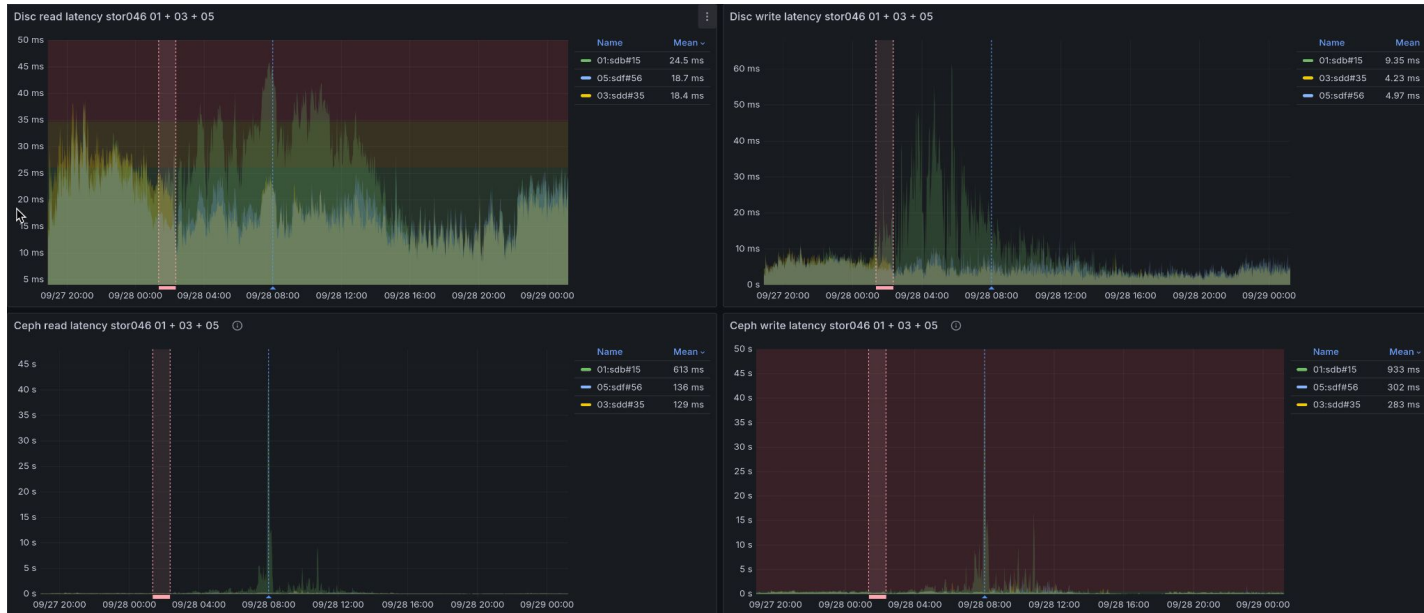 Disc read latency stor046 01 + 03 + 05
50 ms
45 ms
40 ms
35 ms
30 ms
25 ms
20 ms
15 ms
10 ms
5 ms
09/27 20:00 09/28 00:00 09/28 04:00 09/28 08:00 09/28 12:00 09/28 16:00 09/28 20:00 09/29 00:00
Name Mean
01:sdb#15 24.5 ms
05:sdf#56 18.7 ms
03:sdd#35 18.4 ms
Disc write latency stor046 01 + 03 + 05
60 ms
50 ms
40 ms
30 ms
20 ms
10 ms
0 s
09/27 20:00 09/28 00:00 09/28 04:00 09/28 08:00 09/28 12:00 09/28 16:00 09/28 20:00 09/29 00:00
Name Mean
01:sdb#15 9.35 ms
03:sdd#35 4.23 ms
05:sdf#56 4.97 ms
Ceph read latency stor046 01 + 03 + 05
45 s
40 s
35 s
30 s
25 s
20 s
15 s
10 s
5 s
0 s
09/27 20:00 09/28 00:00 09/28 04:00 09/28 08:00 09/28 12:00 09/28 16:00 09/28 20:00 09/29 00:00
Name Mean
01:sdb#15 613 ms
05:sdf#56 136 ms
03:sdd#35 129 ms
Ceph write latency stor046 01 + 03 + 05
50 s
45 s
40 s
35 s
30 s
25 s
20 s
15 s
10 s
5 s
0 s
09/27 20:00 09/28 00:00 09/28 04:00 09/28 08:00 09/28 12:00 09/28 16:00 09/28 20:00 09/29 00:00
Name Mean
01:sdb#15 933 ms
05:sdf#56 302 ms
03:sdd#35 283 ms